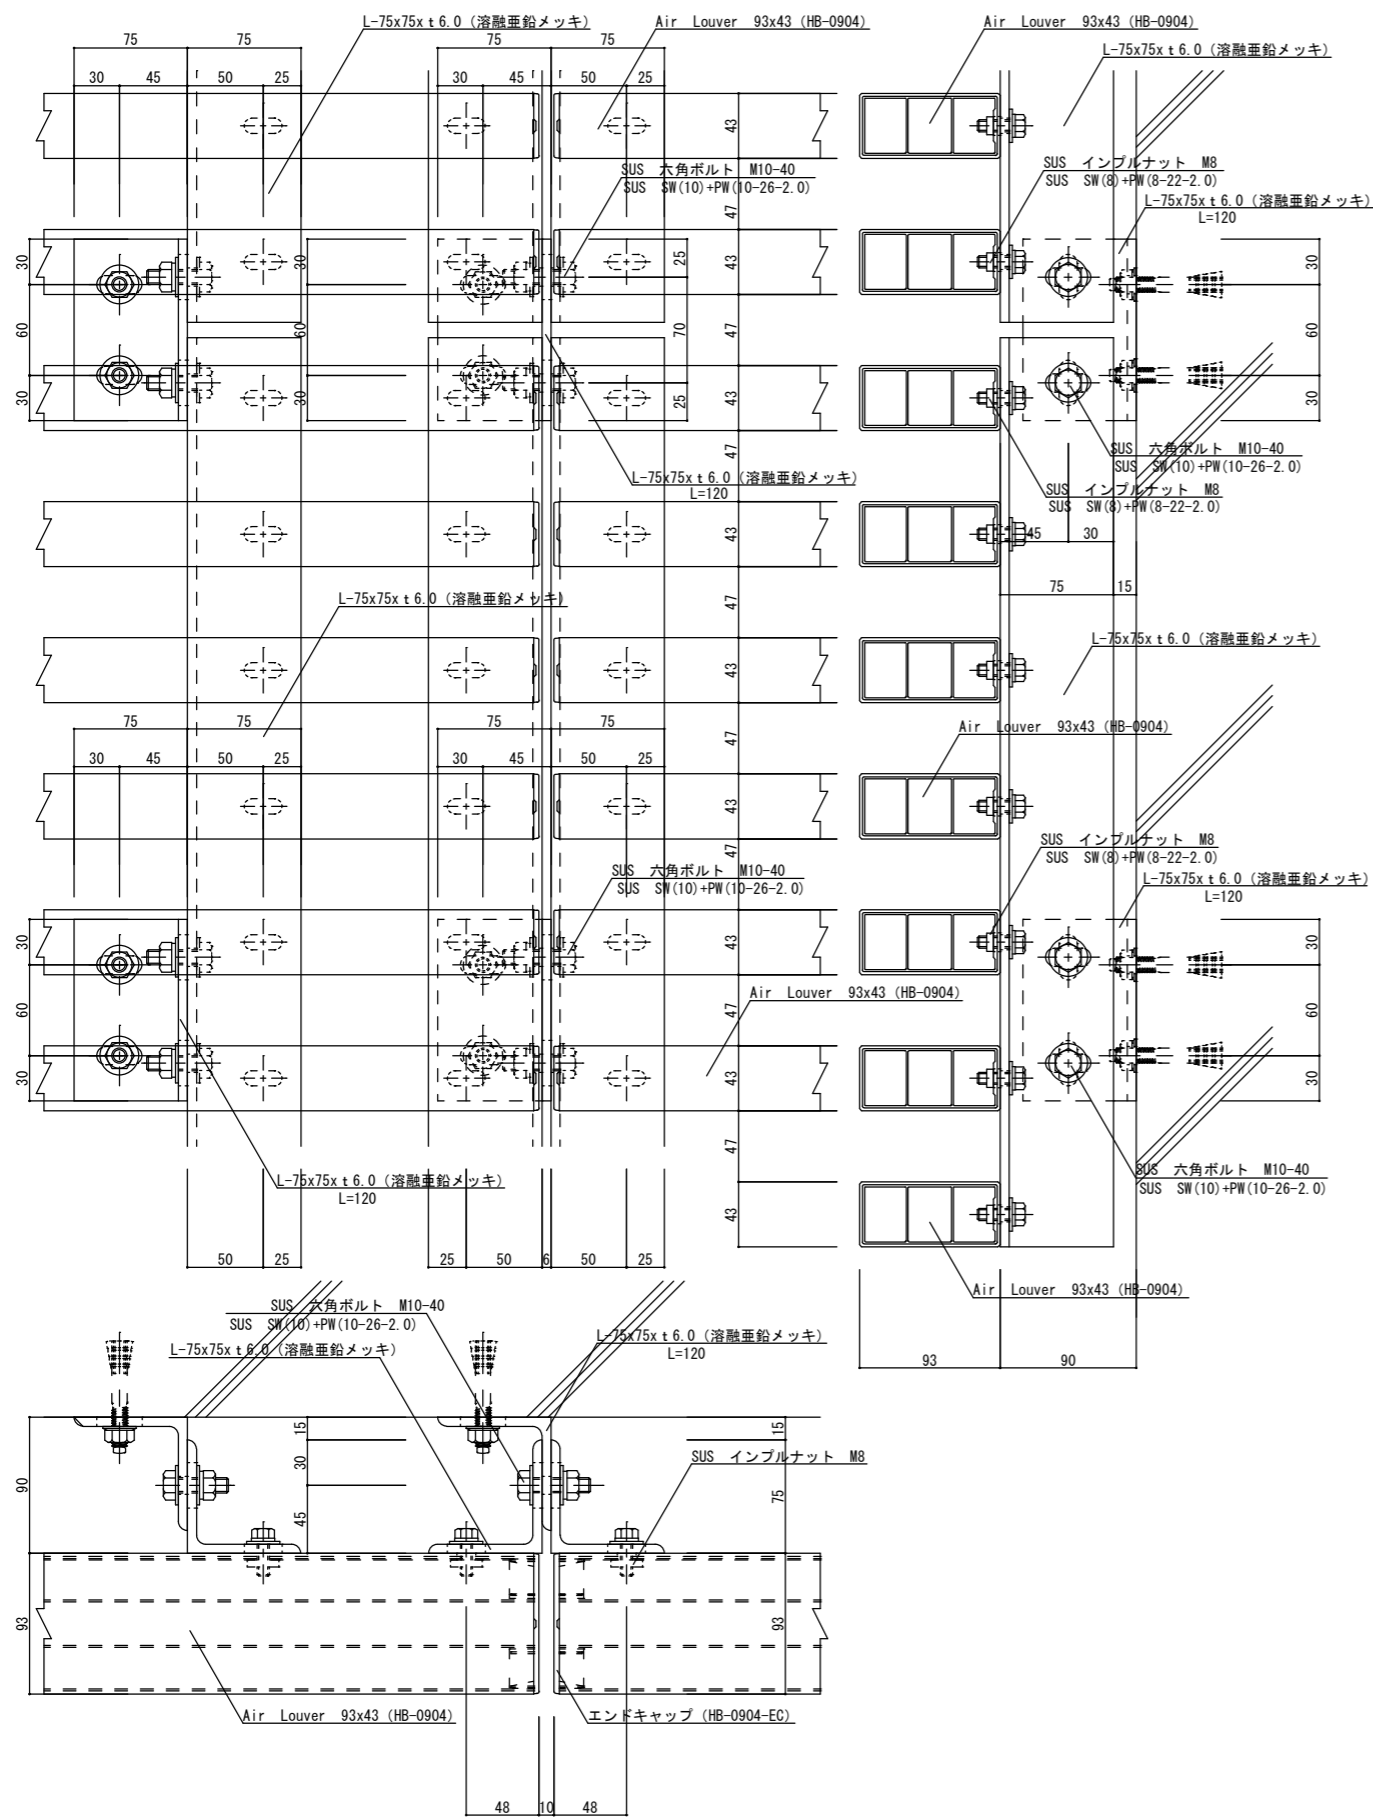 L-75x75xt6.0 (溶融亜鉛メッキ)
Air Louver 93x43 (HB-0904)
Air Louver 93x43 (HB-0904)
L-75x75xt6.0 (溶融亜鉛メッキ)
75 75 75 75
30 45 50 25 30 45 50 25
43
SUS 六角ボルト M10-40
SUS SW(10)+PW(10-26-2.0)
SUS インプルナット M8
SUS SW(8)+PW(8-22-2.0)
L-75x75xt6.0 (溶融亜鉛メッキ)
L=120
47
30 30 25 43 30
60 60 70 47 60
30 30 25 43 30
SUS 六角ボルト M10-40
SUS SW(10)+PW(10-26-2.0)
47
L-75x75xt6.0 (溶融亜鉛メッキ)
L=120
SUS インプルナット M8
SUS SW(8)+PW(8-22-2.0)
43 45 30
75 15
47
L-75x75xt6.0 (溶融亜鉛メッキ)
L-75x75xt6.0 (溶融亜鉛メッキ)
43
75 75 75 75
Air Louver 93x43 (HB-0904)
47
30 45 50 25 30 45 50 25
43
SUS インプルナット M8
SUS SW(8)+PW(8-22-2.0)
47
SUS 六角ボルト M10-40
SUS SW(10)+PW(10-26-2.0)
L-75x75xt6.0 (溶融亜鉛メッキ)
L=120
30 43 30
Air Louver 93x43 (HB-0904)
60 47 60
30 43 30
47
L-75x75xt6.0 (溶融亜鉛メッキ)
L=120
SUS 六角ボルト M10-40
SUS SW(10)+PW(10-26-2.0)
43
50 25 25 50 6 50 25
Air Louver 93x43 (HB-0904)
SUS 六角ボルト M10-40
SUS SW(10)+PW(10-26-2.0)
L-75x75xt6.0 (溶融亜鉛メッキ)
L=120
L-75x75xt6.0 (溶融亜鉛メッキ)
93 90
15 15
SUS インプルナット M8
90 30 75
45
93 93
Air Louver 93x43 (HB-0904)
エンドキャップ (HB-0904-EC)
48 10 48